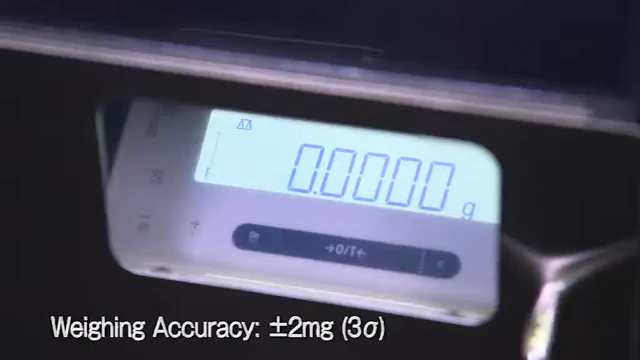 0.0000 g
→0/T←
Weighing Accuracy: ±2mg (3σ)